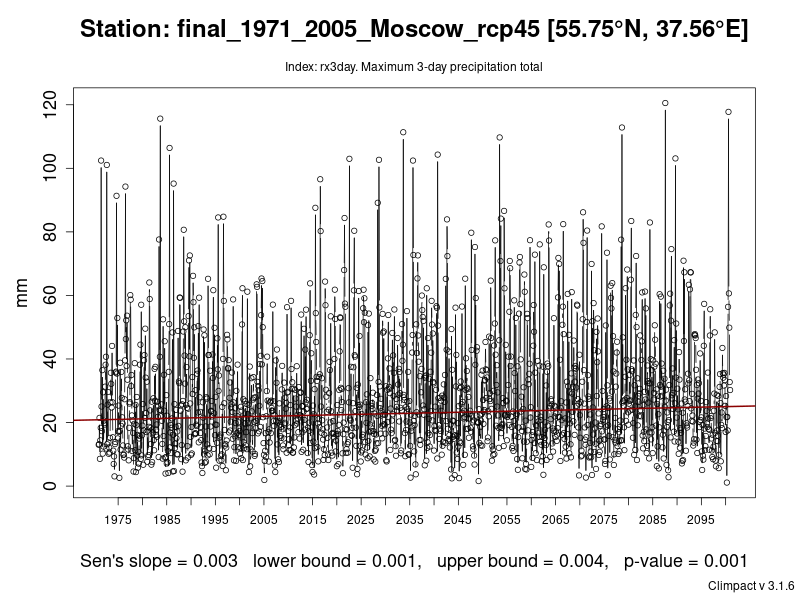 Station: final_1971_2005_Moscow_rcp45 [55.75°N, 37.56°E]
Index: rx3day. Maximum 3-day precipitation total
mm
120
100
80
60
40
20
0
1975 1985 1995 2005 2015 2025 2035 2045 2055 2065 2075 2085 2095
Sen's slope = 0.003 lower bound = 0.001, upper bound = 0.004, p-value = 0.001
Climpact v 3.1.6